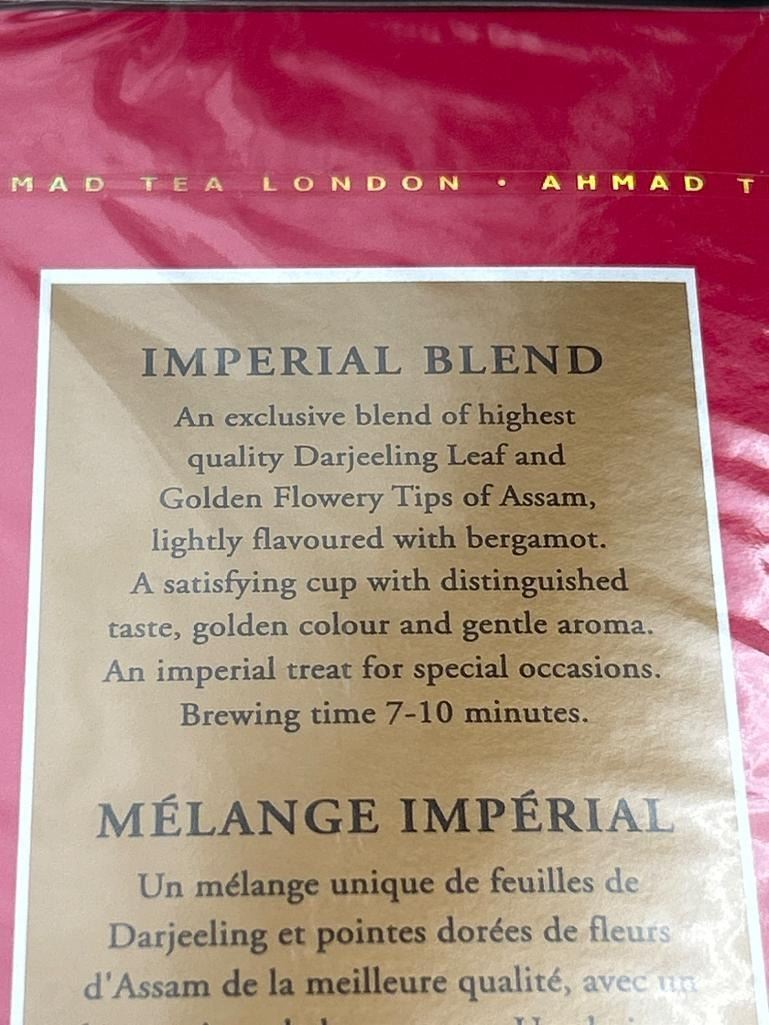 MAD TEA LONDON • AHMAD T
IMPERIAL BLEND
An exclusive blend of highest
quality Darjeeling Leaf and
Golden Flowery Tips of Assam,
lightly flavoured with bergamot.
A satisfying cup with distinguished
taste, golden colour and gentle aroma.
An imperial treat for special occasions.
Brewing time 7-10 minutes.
MÉLANGE IMPÉRIAL
Un mélange unique de feuilles de
Darjeeling et pointes dorées de fleurs
d'Assam de la meilleure qualité, avec un